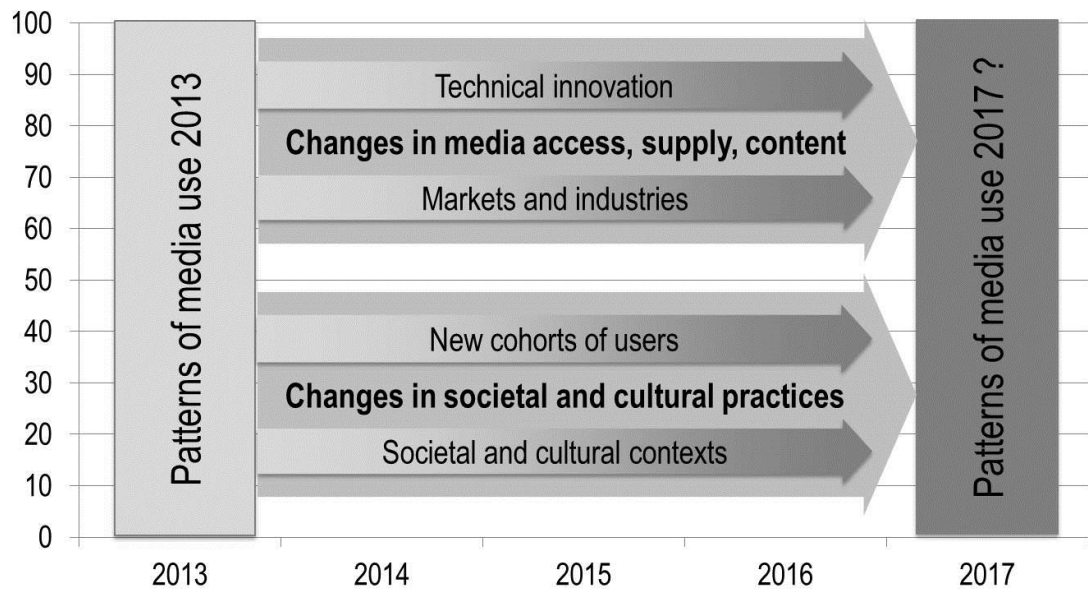 100
90
80
70
60
50
40
30
20
10
0
Patterns of media use 2013
Technical innovation
Changes in media access, supply, content
Markets and industries
New cohorts of users
Changes in societal and cultural practices
Societal and cultural contexts
Patterns of media use 2017 ?
2013
2014
2015
2016
2017